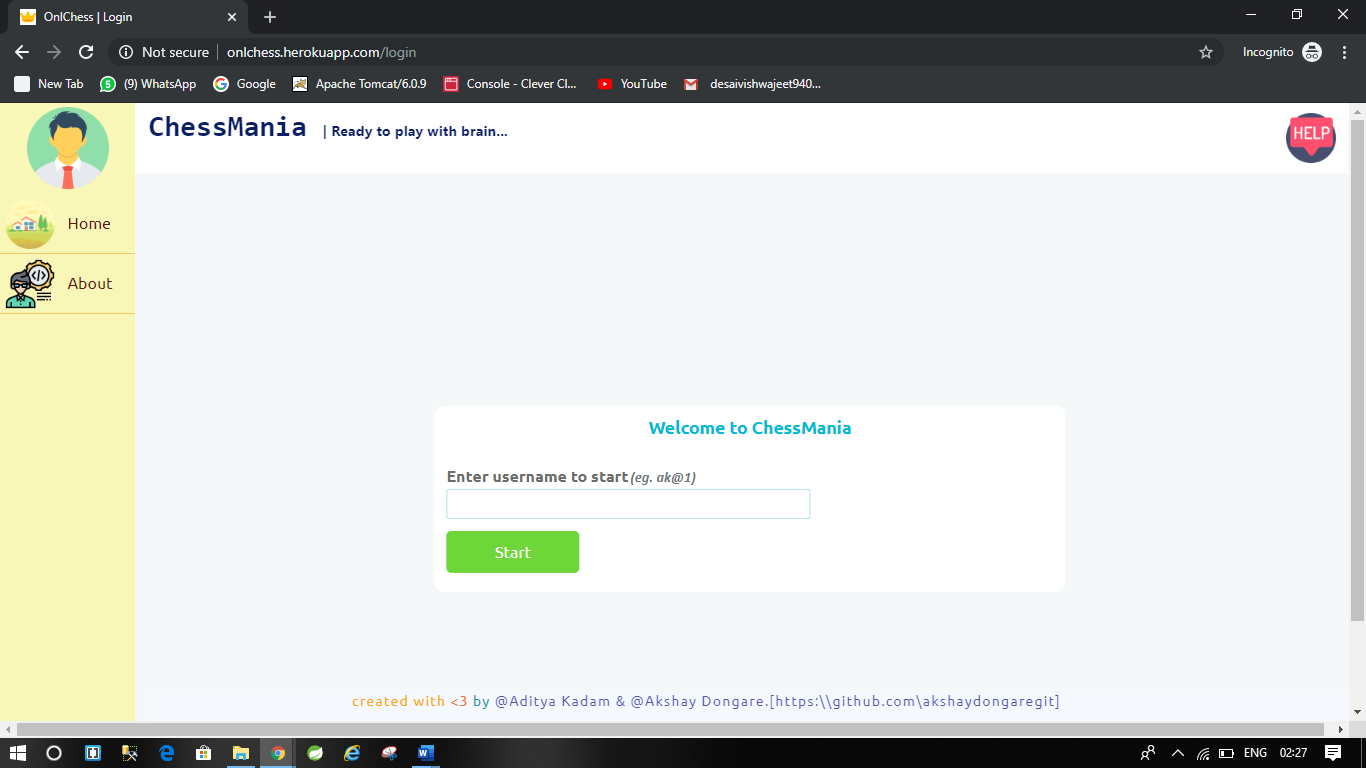 OnlChess | Login
Not secure
onlchess.herokuapp.com/login
Incognito
New Tab
5
(9) WhatsApp
Google
Apache Tomcat/6.0.9
Console - Clever Cl...
YouTube
desaivishwajeet940...
ChessMania
| Ready to play with brain...
HELP
Home
About
Welcome to ChessMania
Enter username to start (eg. ak@1)
Start
created with <3 by @Aditya Kadam & @Akshay Dongare.[https:\\github.com\akshaydongaregit]
ENG
02:27